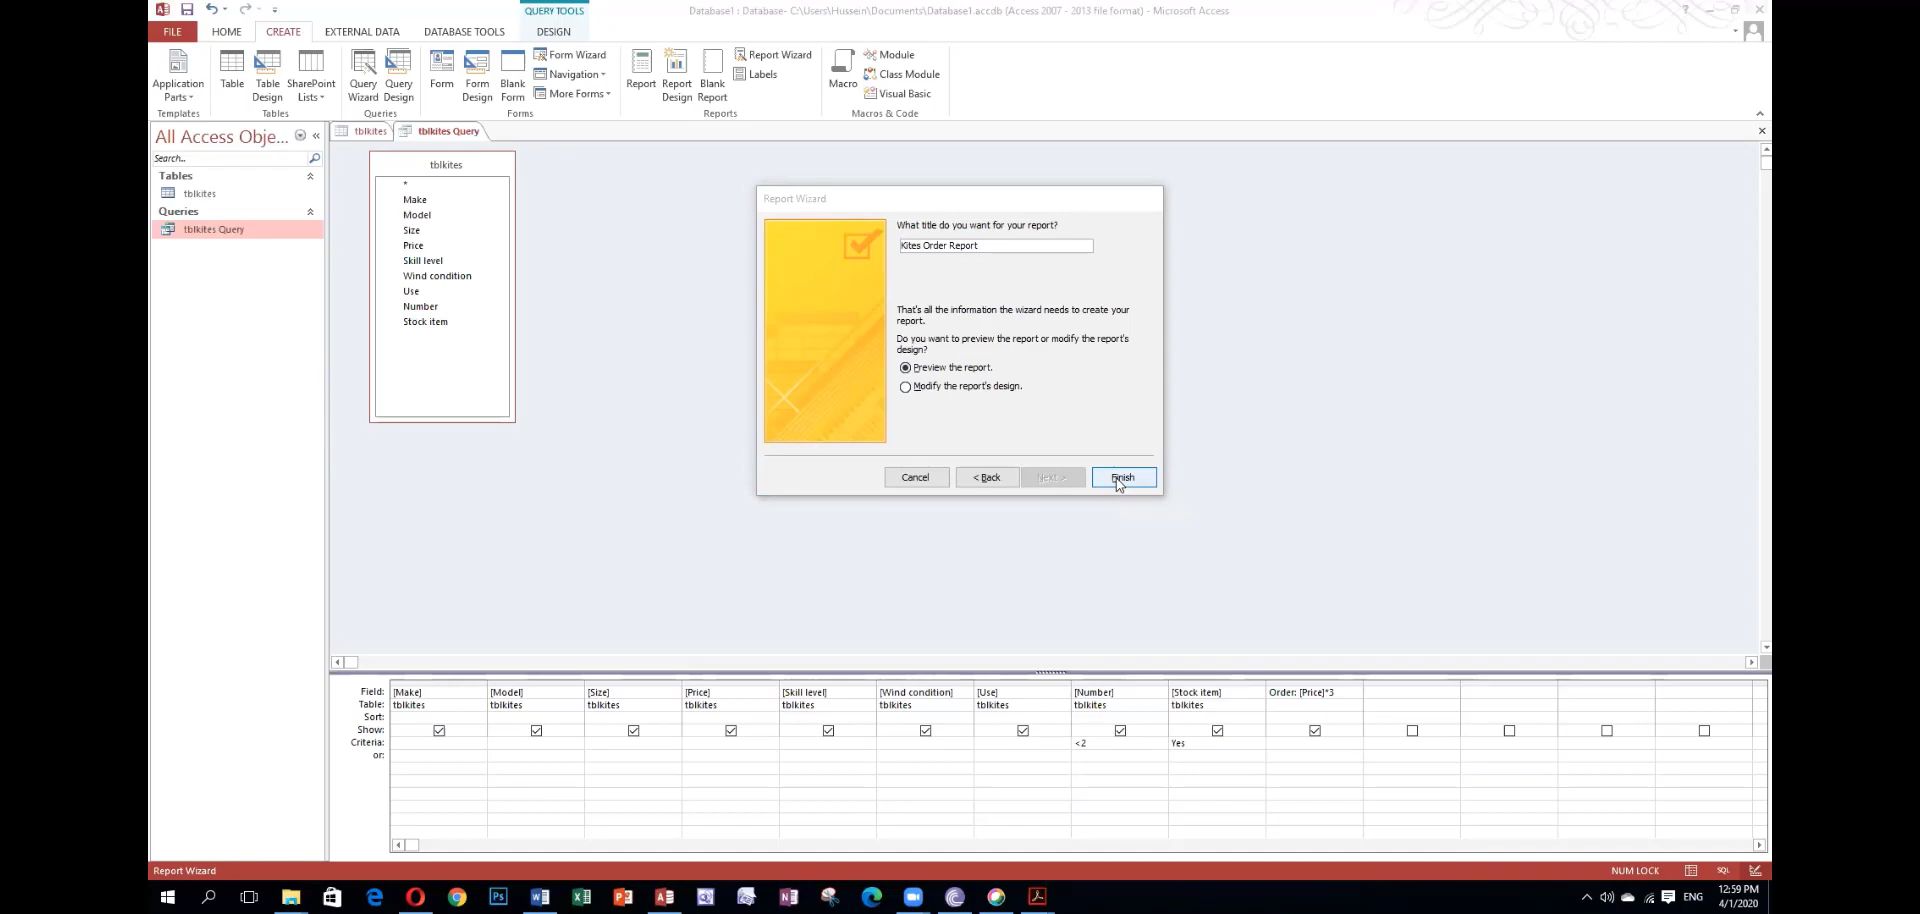 QUERY TOOLS
Database1 : Database- C:\Users\Hussein\Documents\Database1.accdb (Access 2007 - 2013 file format) - Microsoft Access
?
FILE HOME CREATE EXTERNAL DATA DATABASE TOOLS DESIGN
Application Parts
Table
Table Design
SharePoint Lists
Query Wizard
Query Design
Form
Form Design
Blank Form
Form Wizard
Navigation
More Forms
Report
Report Design
Blank Report
Report Wizard
Labels
Macro
Module
Class Module
Visual Basic
Templates Tables Queries Forms Reports Macros & Code
All Access Obje...
Search...
Tables
tblkites
Queries
tblkites Query
tblkites tblkites Query
tblkites
*
Make
Model
Size
Price
Skill level
Wind condition
Use
Number
Stock item
Report Wizard
What title do you want for your report?
Kites Order Report
That's all the information the wizard needs to create your
report.
Do you want to preview the report or modify the report's
design?
Preview the report.
Modify the report's design.
Cancel < Back Next > Finish
Field: [Make] [Model] [Size] [Price] [Skill level] [Wind condition] [Use] [Number] [Stock item] Order: [Price]*3
Table: tblkites tblkites tblkites tblkites tblkites tblkites tblkites tblkites tblkites
Sort:
Show:
Criteria: <2 Yes
or:
Report Wizard NUM LOCK SQL
ENG 12:59 PM
4/1/2020